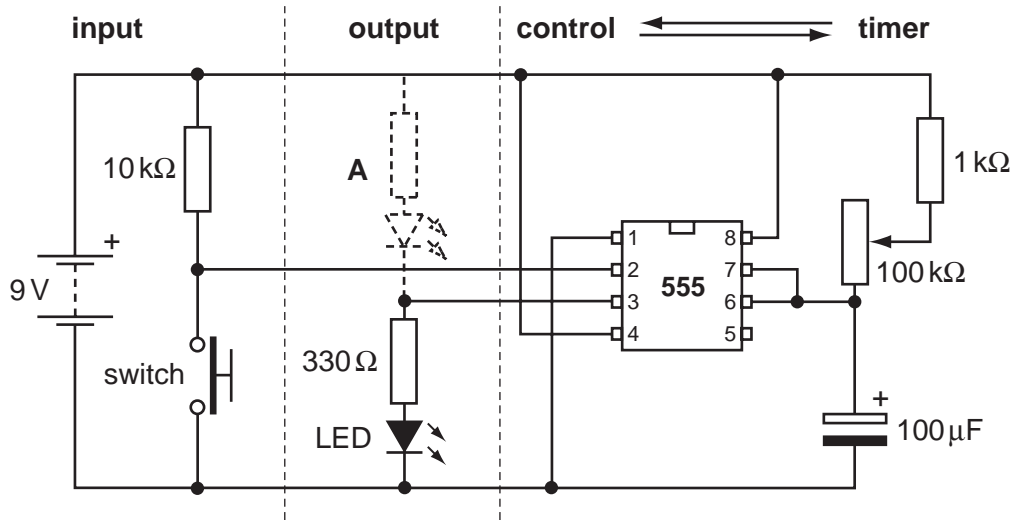 input output control timer
10 kΩ
A
1 kΩ
+
9 V
1 8
2 7
555
3 6
4 5
100 kΩ
switch
330 Ω
LED
+
100 μF